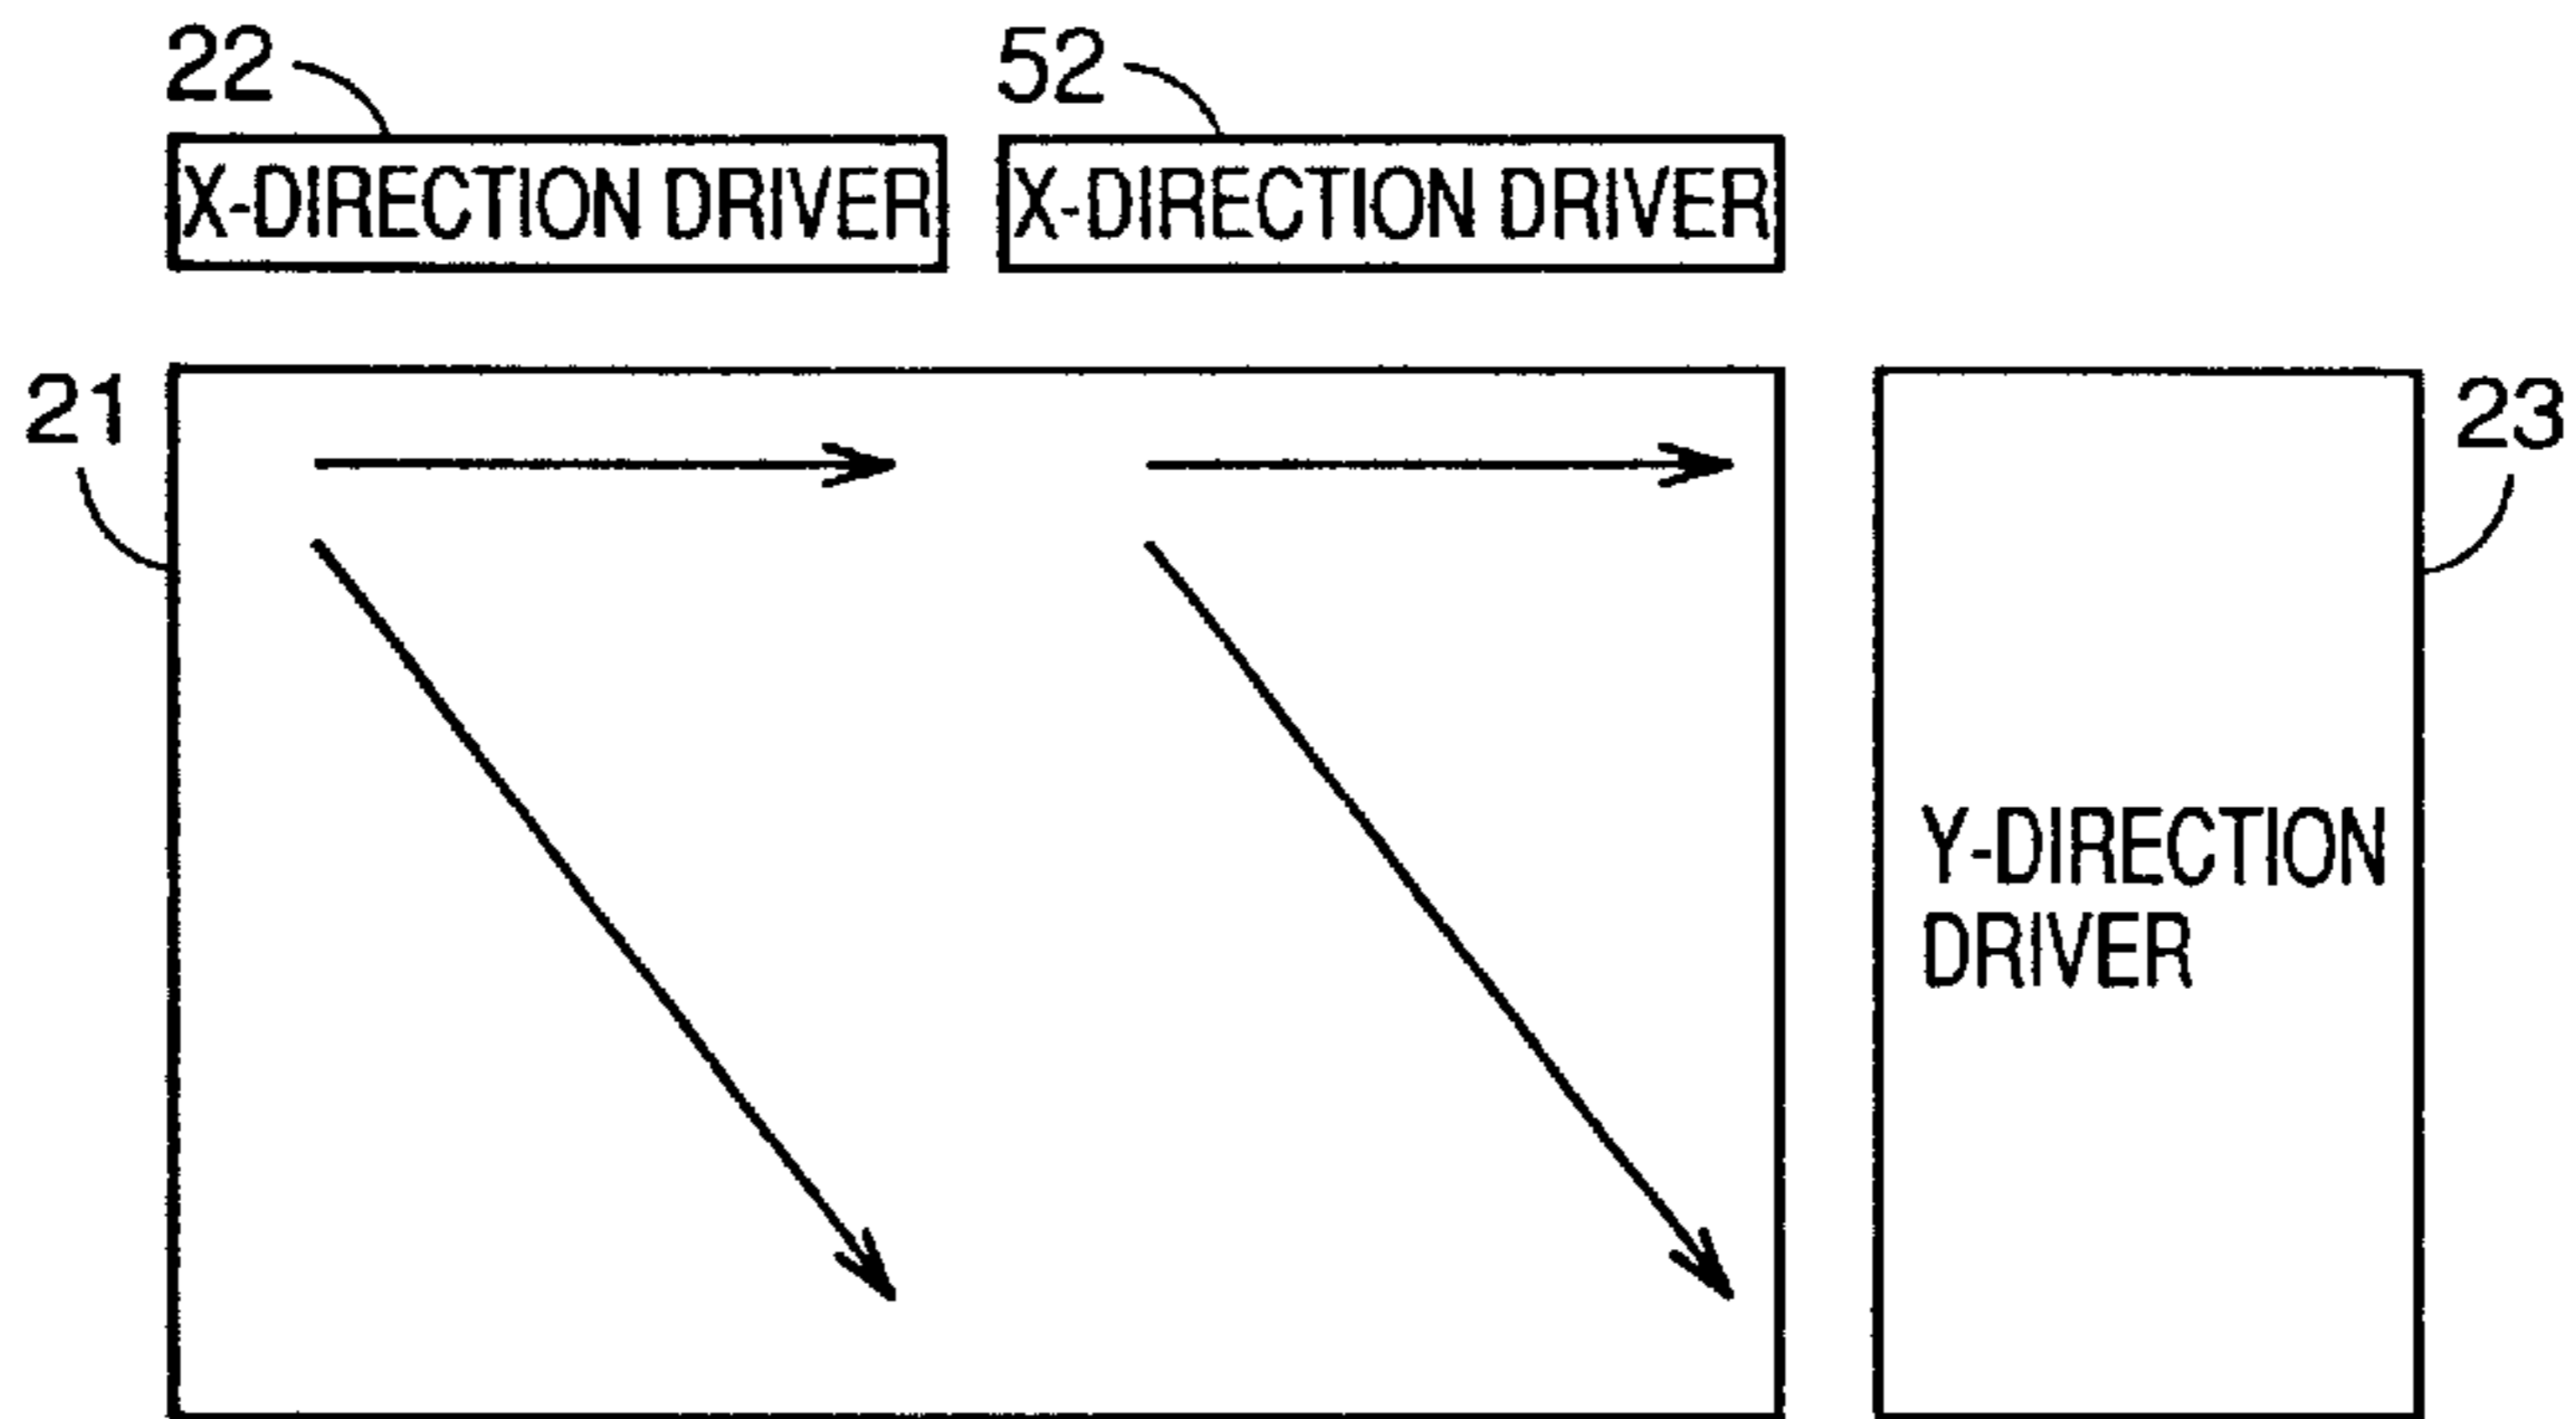 22
52
X-DIRECTION DRIVER
X-DIRECTION DRIVER
21
23
Y-DIRECTION
DRIVER